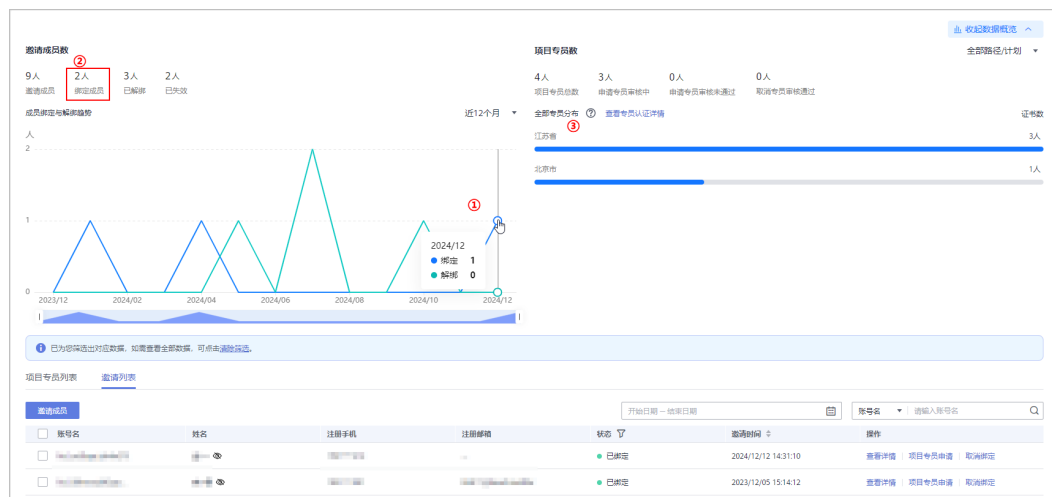 收起数据概览
邀请成员数
项目专员数
全部路径/计划
②
9人 2人 3人 2人
邀请成员 绑定成员 已解绑 已失效
4人 3人 0人 0人
项目专员总数 申请专员审核中 申请专员审核未通过 取消专员审核通过
成员绑定与解绑趋势
近12个月
全部专员分布 ? 查看专员认证详情
证书数
③
人
江苏省 3人
北京市 1人
2
1
0
①
2024/12
绑定 1
解绑 0
2023/12 2024/02 2024/04 2024/06 2024/08 2024/10 2024/12
已为您筛选出对应数据，如需查看全部数据，可点击清除筛选。
项目专员列表 邀请列表
邀请成员
开始日期 – 结束日期
账号名 请输入账号名
账号名 姓名 注册手机 注册邮箱 状态 邀请时间 操作
-- 已绑定 2024/12/12 14:31:10 查看详情 项目专员申请 取消绑定
已绑定 2023/12/05 15:14:12 查看详情 项目专员申请 取消绑定